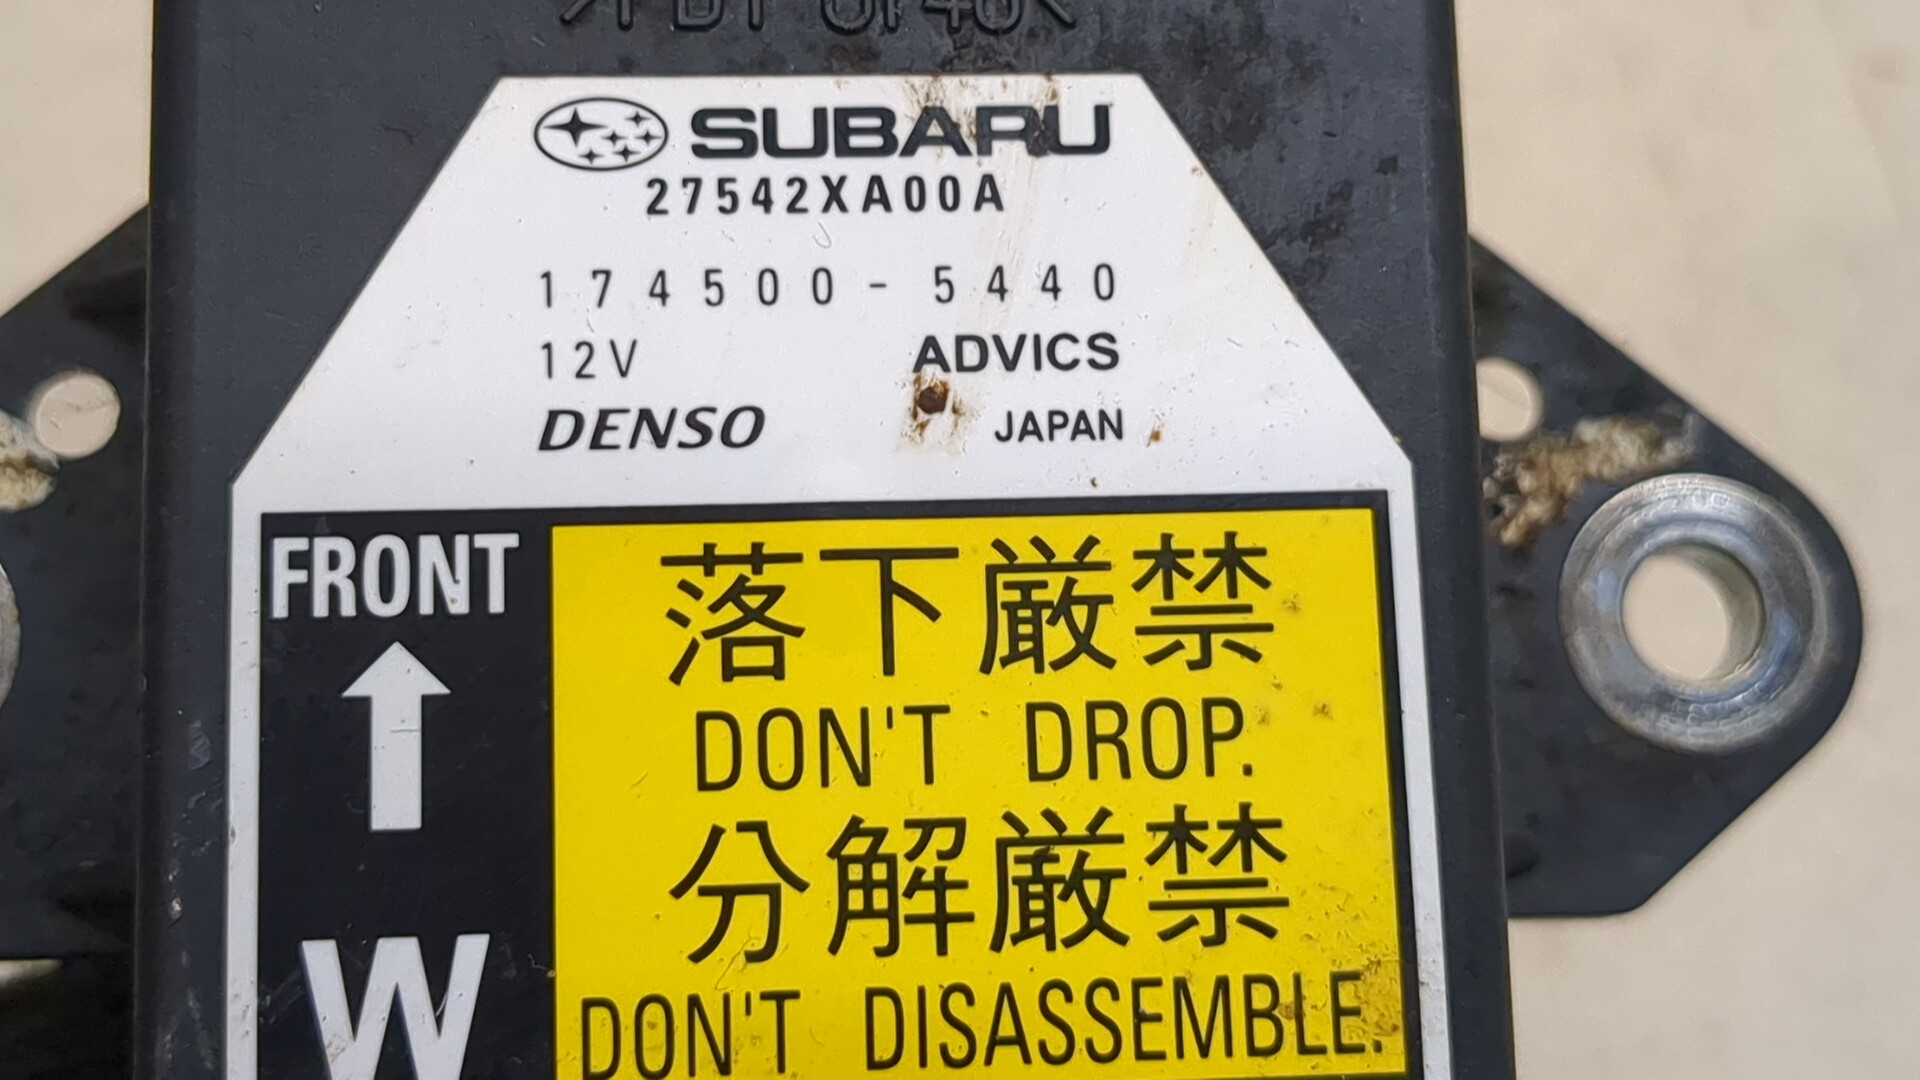 SUBARU
27542XA00A
174500-5440
12V ADVICS
DENSO JAPAN
FRONT
落下厳禁
DON'T DROP.
分解厳禁
DON'T DISASSEMBLE.
W